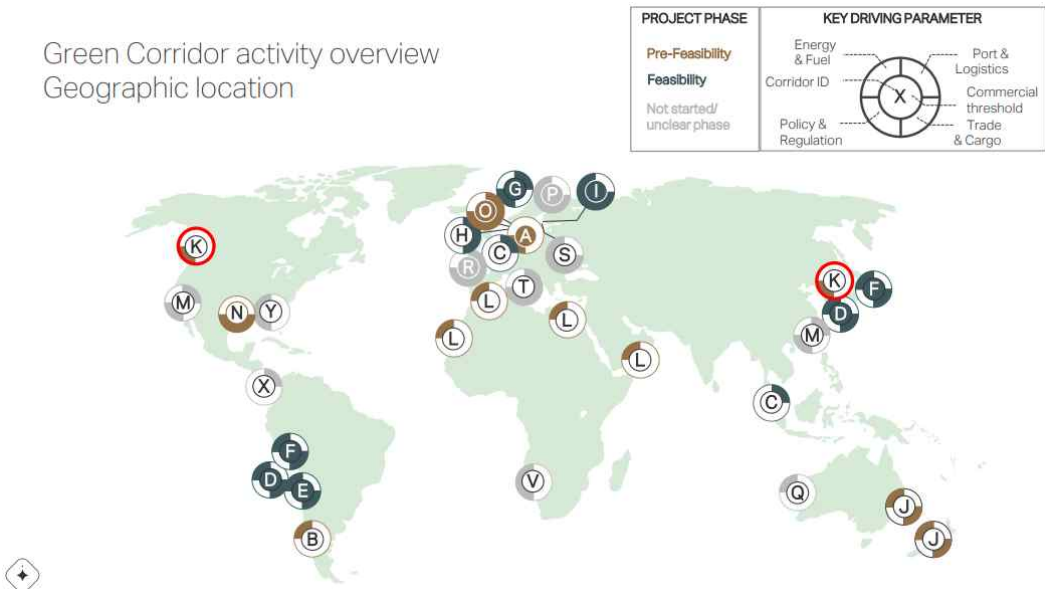 Green Corridor activity overview
Geographic location
PROJECT PHASE
Pre-Feasibility
Feasibility
Not started/
unclear phase
KEY DRIVING PARAMETER
Energy
& Fuel
Port &
Logistics
Corridor ID
X
Commercial
threshold
Policy &
Regulation
Trade
& Cargo
G
P
I
O
H
A
C
S
R
T
K
K
F
M
N
Y
L
L
D
M
L
L
X
C
F
D
E
V
Q
J
B
J